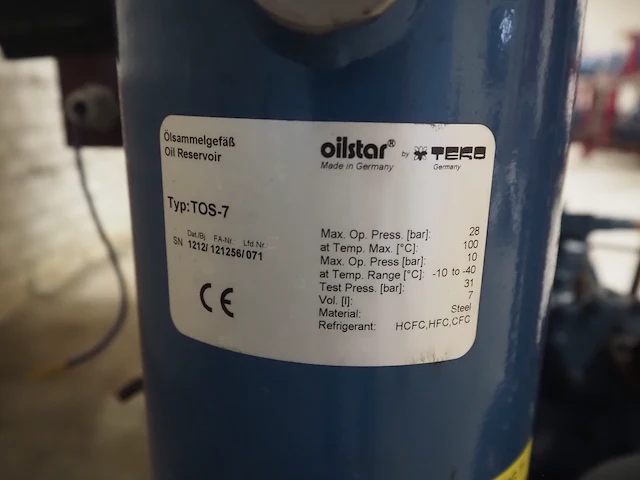 Ölsammelgefäß
Oil Reservoir
oilstar® by TEKO
Made in Germany Germany
Typ:TOS-7
Dat./Bj. FA-Nr. Lfd.Nr.
SN 1212/ 121256/ 071
CE
Max. Op. Press. [bar]: 28
at Temp. Max. [°C]: 100
Max. Op. Press [bar]: 10
at Temp. Range [°C]: -10 to -40
Test Press. [bar]: 31
Vol. [l]: 7
Material: Steel
Refrigerant: HCFC,HFC,CFC